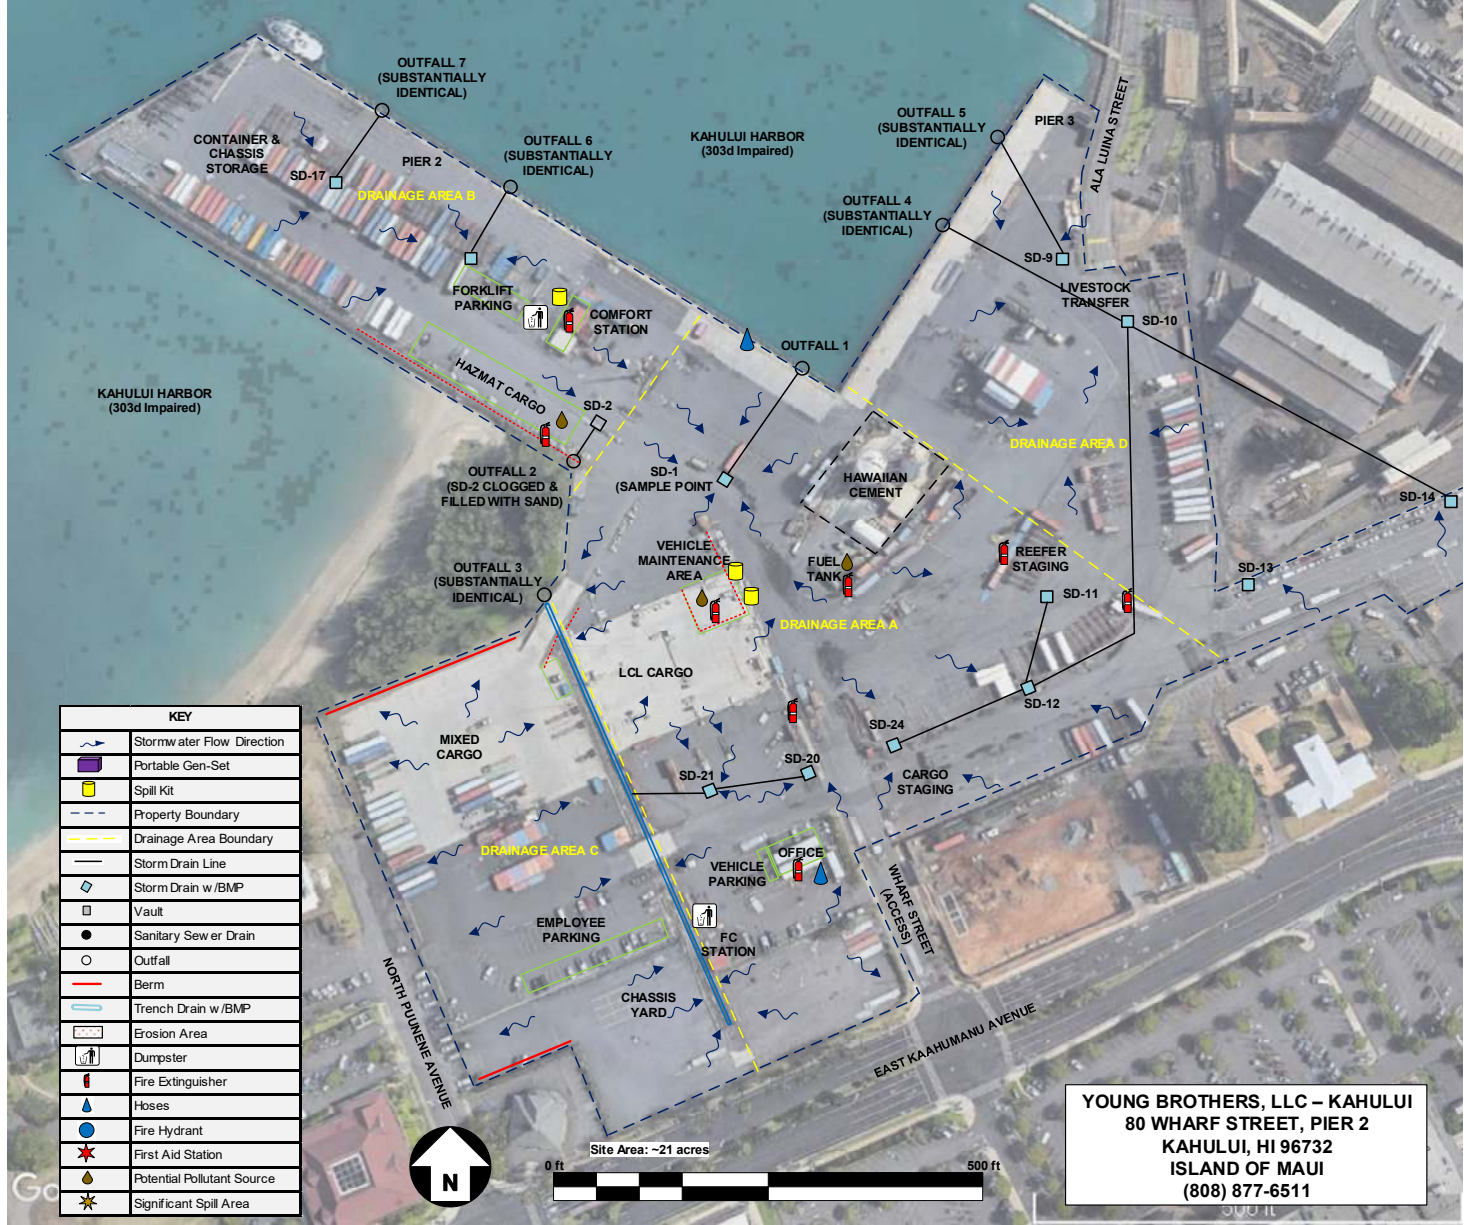 OUTFALL 7
(SUBSTANTIALLY
IDENTICAL)
CONTAINER &
CHASSIS
STORAGE
SD-17
PIER 2
DRAINAGE AREA B
OUTFALL 6
(SUBSTANTIALLY
IDENTICAL)
KAHULUI HARBOR
(303d Impaired)
OUTFALL 5
(SUBSTANTIALLY
IDENTICAL)
PIER 3
ALA LUINA STREET
OUTFALL 4
(SUBSTANTIALLY
IDENTICAL)
SD-9
LIVESTOCK
TRANSFER
SD-10
FORKLIFT
PARKING
COMFORT
STATION
OUTFALL 1
HAZMAT CARGO
SD-2
KAHULUI HARBOR
(303d Impaired)
OUTFALL 2
(SD-2 CLOGGED &
FILLED WITH SAND)
SD-1
(SAMPLE POINT
HAWAIIAN
CEMENT
DRAINAGE AREA D
SD-14
OUTFALL 3
(SUBSTANTIALLY
IDENTICAL)
VEHICLE
MAINTENANCE
AREA
FUEL
TANK
REEFER
STAGING
SD-13
SD-11
DRAINAGE AREA A
LCL CARGO
SD-12
SD-24
MIXED
CARGO
SD-21
SD-20
CARGO
STAGING
DRAINAGE AREA C
VEHICLE
PARKING
OFFICE
WHARF STREET
(ACCESS)
EMPLOYEE
PARKING
FC
STATION
CHASSIS
YARD
NORTH PUUNENE AVENUE
EAST KAAHUMANU AVENUE
KEY
Stormwater Flow Direction
Portable Gen-Set
Spill Kit
Property Boundary
Drainage Area Boundary
Storm Drain Line
Storm Drain w/BMP
Vault
Sanitary Sewer Drain
Outfall
Berm
Trench Drain w/BMP
Erosion Area
Dumpster
Fire Extinguisher
Hoses
Fire Hydrant
First Aid Station
Potential Pollutant Source
Significant Spill Area
Go
N
Site Area: ~21 acres
0 ft
500 ft
YOUNG BROTHERS, LLC – KAHULUI
80 WHARF STREET, PIER 2
KAHULUI, HI 96732
ISLAND OF MAUI
(808) 877-6511
500 ft